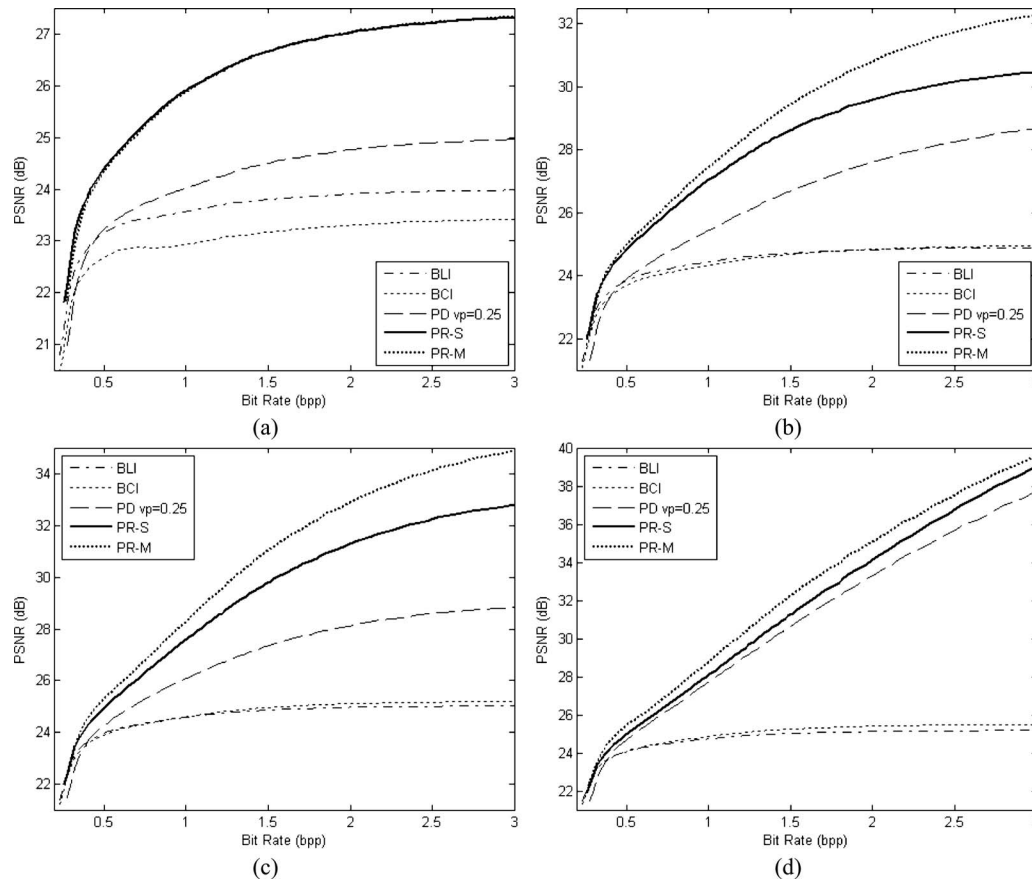 27
26
25
24
23
22
21
PSNR (dB)
BLI
BCI
PD vp=0.25
PR-S
PR-M
0.5 1 1.5 2 2.5 3
Bit Rate (bpp)
(a)
32
30
28
26
24
22
PSNR (dB)
BLI
BCI
PD vp=0.25
PR-S
PR-M
0.5 1 1.5 2 2.5
Bit Rate (bpp)
(b)
34
32
30
28
26
24
22
PSNR (dB)
BLI
BCI
PD vp=0.25
PR-S
PR-M
0.5 1 1.5 2 2.5 3
Bit Rate (bpp)
(c)
40
38
36
34
32
30
28
26
24
22
PSNR (dB)
BLI
BCI
PD vp=0.25
PR-S
PR-M
0.5 1 1.5 2 2.5
Bit Rate (bpp)
(d)